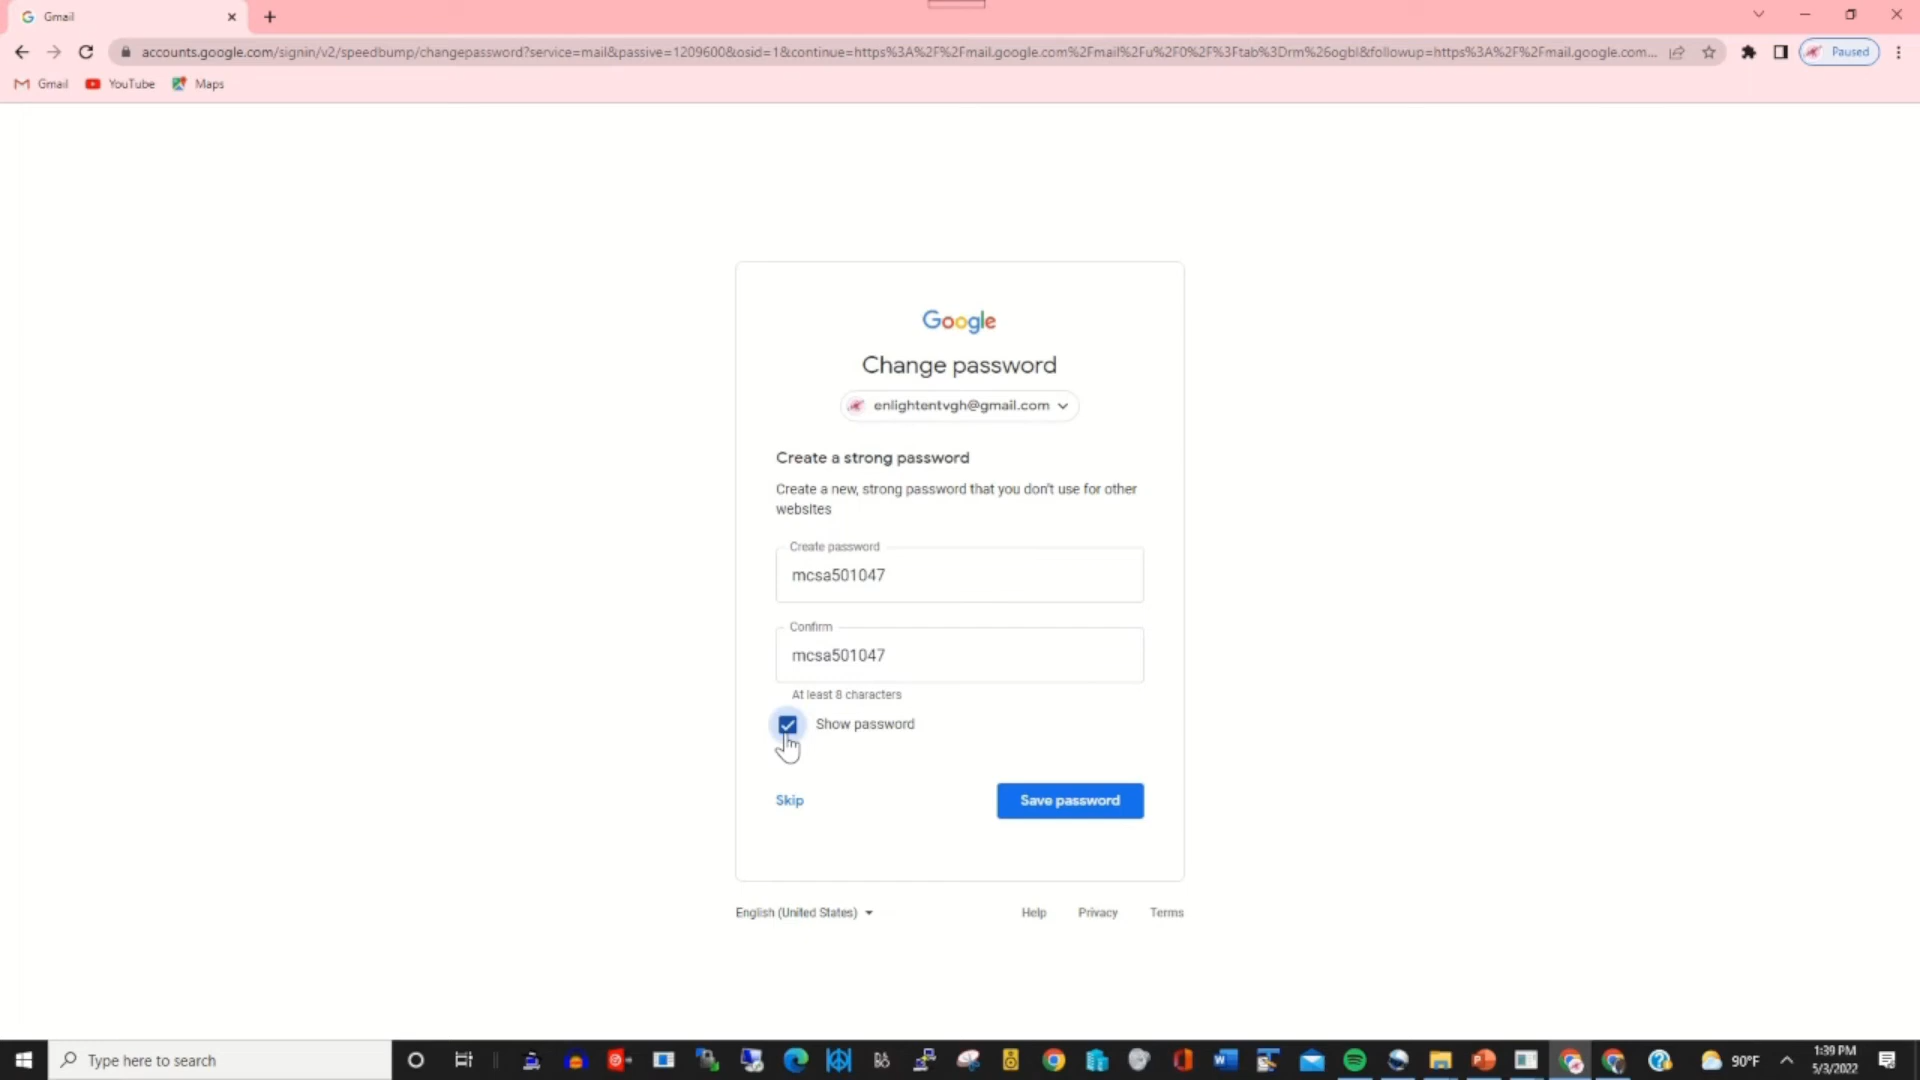 Gmail
accounts.google.com/signin/v2/speedbump/changepassword?service=mail&passive=1209600&osid=1&continue=https%3A%2F%2Fmail.google.com%2Fmail%2Fu%2F0%2F%3Ftab%3Drm%26ogbl&followup=https%3A%2F%2Fmail.google.com...
Paused
Gmail YouTube Maps
Google
Change password
enlightentvgh@gmail.com
Create a strong password
Create a new, strong password that you don't use for other
websites
Create password
mcsa501047
Confirm
mcsa501047
At least 8 characters
Show password
Skip Save password
English (United States) Help Privacy Terms
Type here to search
90°F
1:39 PM
5/3/2022